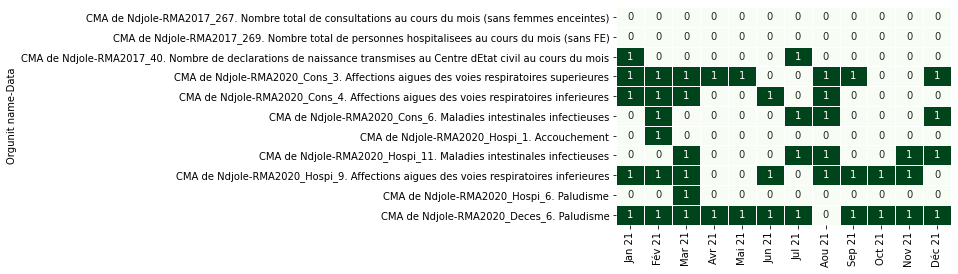 Orgunit name-Data
CMA de Ndjole-RMA2017_267. Nombre total de consultations au cours du mois (sans femmes enceintes) 0 0 0 0 0 0 0 0 0 0 0 0
CMA de Ndjole-RMA2017_269. Nombre total de personnes hospitalisees au cours du mois (sans FE) 0 0 0 0 0 0 0 0 0 0 0 0
CMA de Ndjole-RMA2017_40. Nombre de declarations de naissance transmises au Centre dEtat civil au cours du mois 1 0 0 0 0 0 1 0 0 0 0 0
CMA de Ndjole-RMA2020_Cons_3. Affections aigues des voies respiratoires superieures 1 1 1 1 1 0 0 1 1 0 0 1
CMA de Ndjole-RMA2020_Cons_4. Affections aigues des voies respiratoires inferieures 1 1 1 0 0 1 0 1 0 0 0 0
CMA de Ndjole-RMA2020_Cons_6. Maladies intestinales infectieuses 0 1 0 0 0 0 1 1 0 0 0 1
CMA de Ndjole-RMA2020_Hospi_1. Accouchement 0 1 0 0 0 0 0 0 0 0 0 0
CMA de Ndjole-RMA2020_Hospi_11. Maladies intestinales infectieuses 0 0 1 0 0 0 1 1 0 0 1 1
CMA de Ndjole-RMA2020_Hospi_9. Affections aigues des voies respiratoires inferieures 1 1 1 0 0 1 0 1 1 1 1 0
CMA de Ndjole-RMA2020_Hospi_6. Paludisme 0 0 1 0 0 0 0 0 0 0 0 0
CMA de Ndjole-RMA2020_Deces_6. Paludisme 1 1 1 1 1 1 1 0 1 1 1 1
Jan 21 Fév 21 Mar 21 Avr 21 Mai 21 Jun 21 Jul 21 Aou 21 Sep 21 Oct 21 Nov 21 Déc 21